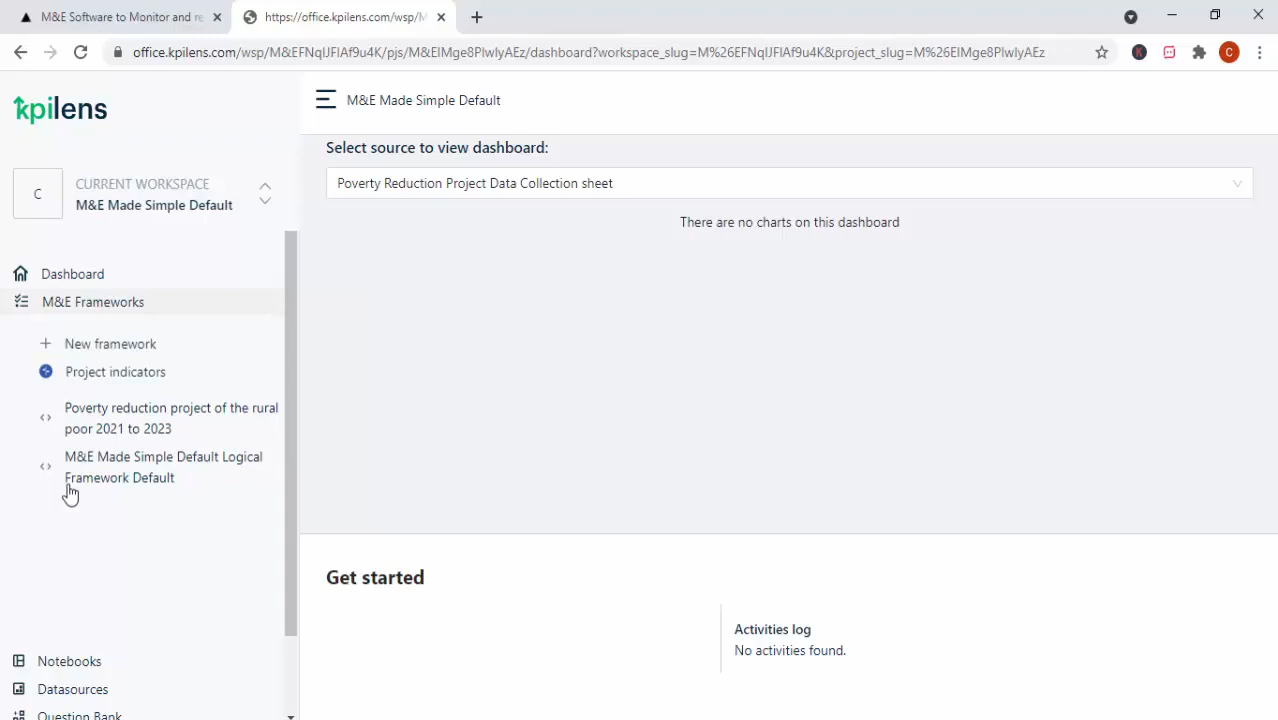 M&E Software to Monitor and re
https://office.kpilens.com/wsp/M
office.kpilens.com/wsp/M&EFNqIJFIAf9u4K/pjs/M&EIMge8PlwIyAEz/dashboard?workspace_slug=M%26EFNqIJFIAf9u4K&project_slug=M%26EIMge8PlwIyAEz
K
C
kpilens
M&E Made Simple Default
Select source to view dashboard:
Poverty Reduction Project Data Collection sheet
There are no charts on this dashboard
C
CURRENT WORKSPACE
M&E Made Simple Default
Dashboard
M&E Frameworks
New framework
Project indicators
Poverty reduction project of the rural
poor 2021 to 2023
M&E Made Simple Default Logical
Framework Default
Notebooks
Datasources
Question Bank
Get started
Activities log
No activities found.